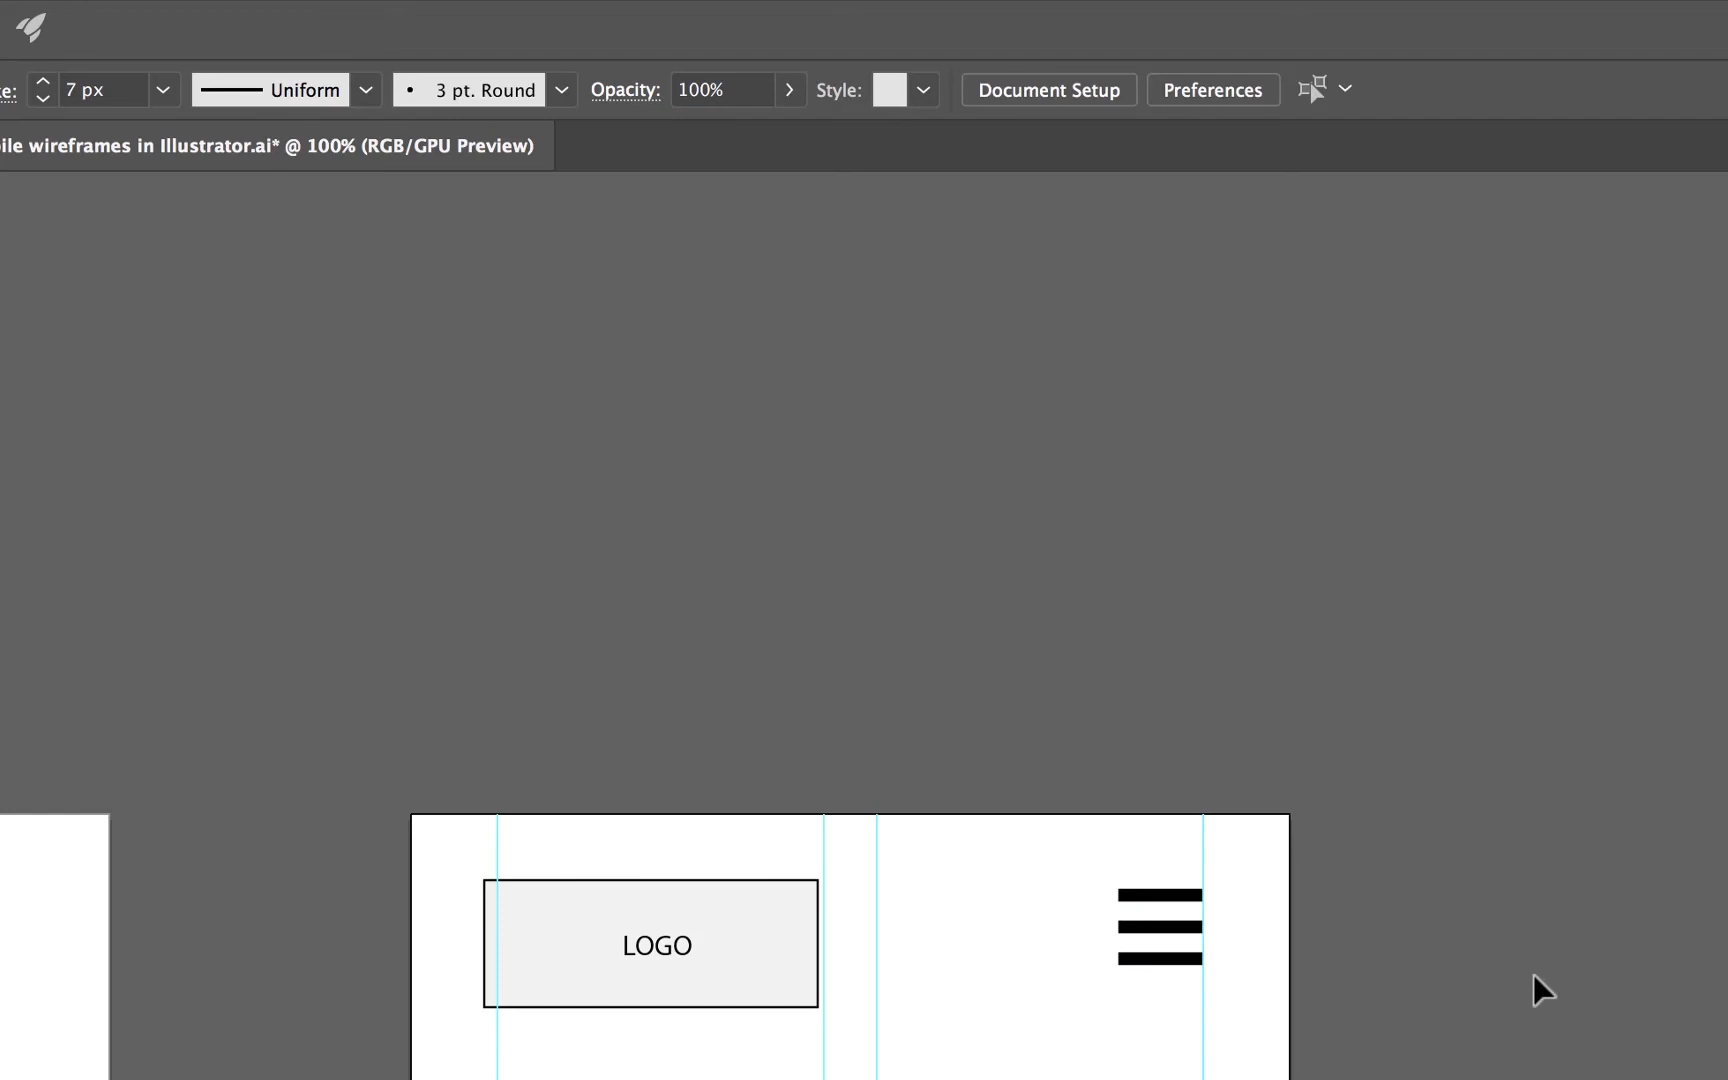 ke: 7 px Uniform 3 pt. Round Opacity: 100% Style: Document Setup Preferences
ile wireframes in Illustrator.ai* @ 100% (RGB/GPU Preview)
LOGO